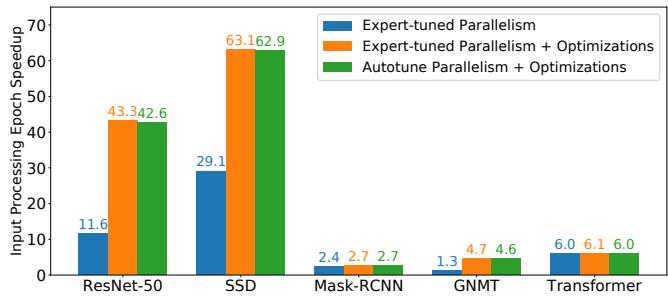 Input Processing Epoch Speedup
70
60
50
40
30
20
10
0
Expert-tuned Parallelism
Expert-tuned Parallelism + Optimizations
Autotune Parallelism + Optimizations
11.6 43.3 42.6
29.1 63.1 62.9
2.4 2.7 2.7
1.3 4.7 4.6
6.0 6.1 6.0
ResNet-50 SSD Mask-RCNN GNMT Transformer